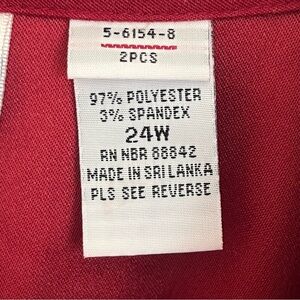 5-6154-8
2PCS
97% POLYESTER
3% SPANDEX
24W
RN NBR 88842
MADE IN SRI LANKA
PLS SEE REVERSE